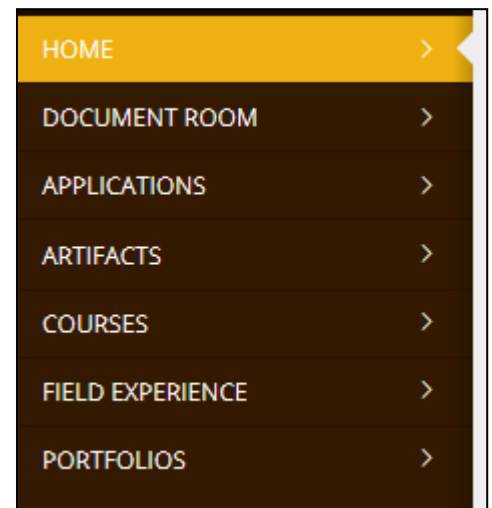 HOME
DOCUMENT ROOM
APPLICATIONS
ARTIFACTS
COURSES
FIELD EXPERIENCE
PORTFOLIOS